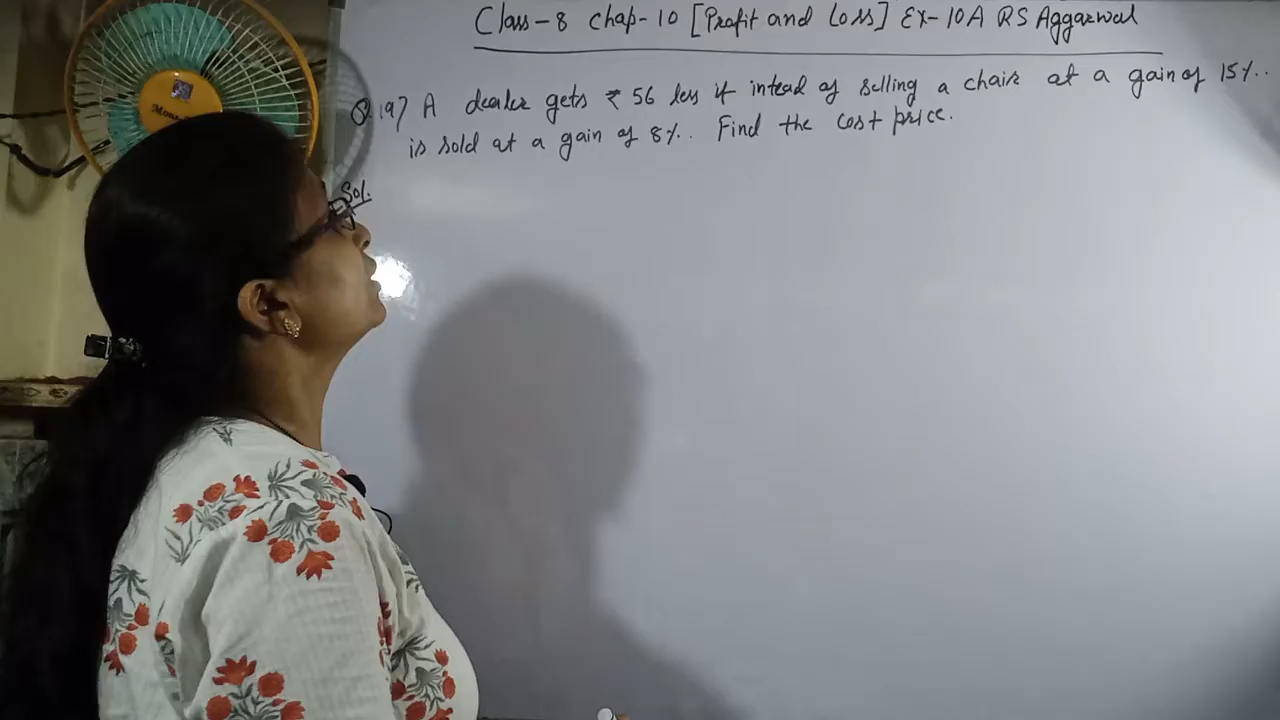 Class-8 Chap-10 [Profit and Loss] Ex-10A RS Aggarwal
Q.19) A dealer gets ₹ 56 less if intead of selling a chair at a gain of 15%.
is sold at a gain of 8%. Find the cost price.
Sol.